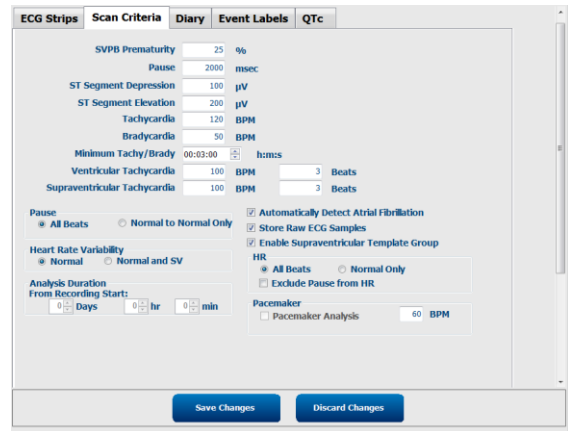 ECG Strips Scan Criteria Diary Event Labels QTc
SVPB Prematurity 25 %
Pause 2000 msec
ST Segment Depression 100 µV
ST Segment Elevation 200 µV
Tachycardia 120 BPM
Bradycardia 50 BPM
Minimum Tachy/Brady 00:03:00 h:m:s
Ventricular Tachycardia 100 BPM 3 Beats
Supraventricular Tachycardia 100 BPM 3 Beats
Pause
All Beats Normal to Normal Only
Heart Rate Variability
Normal Normal and SV
Analysis Duration
From Recording Start:
0 Days 0 hr 0 min
Automatically Detect Atrial Fibrillation
Store Raw ECG Samples
Enable Supraventricular Template Group
HR
All Beats Normal Only
Exclude Pause from HR
Pacemaker
Pacemaker Analysis 60 BPM
Save Changes Discard Changes